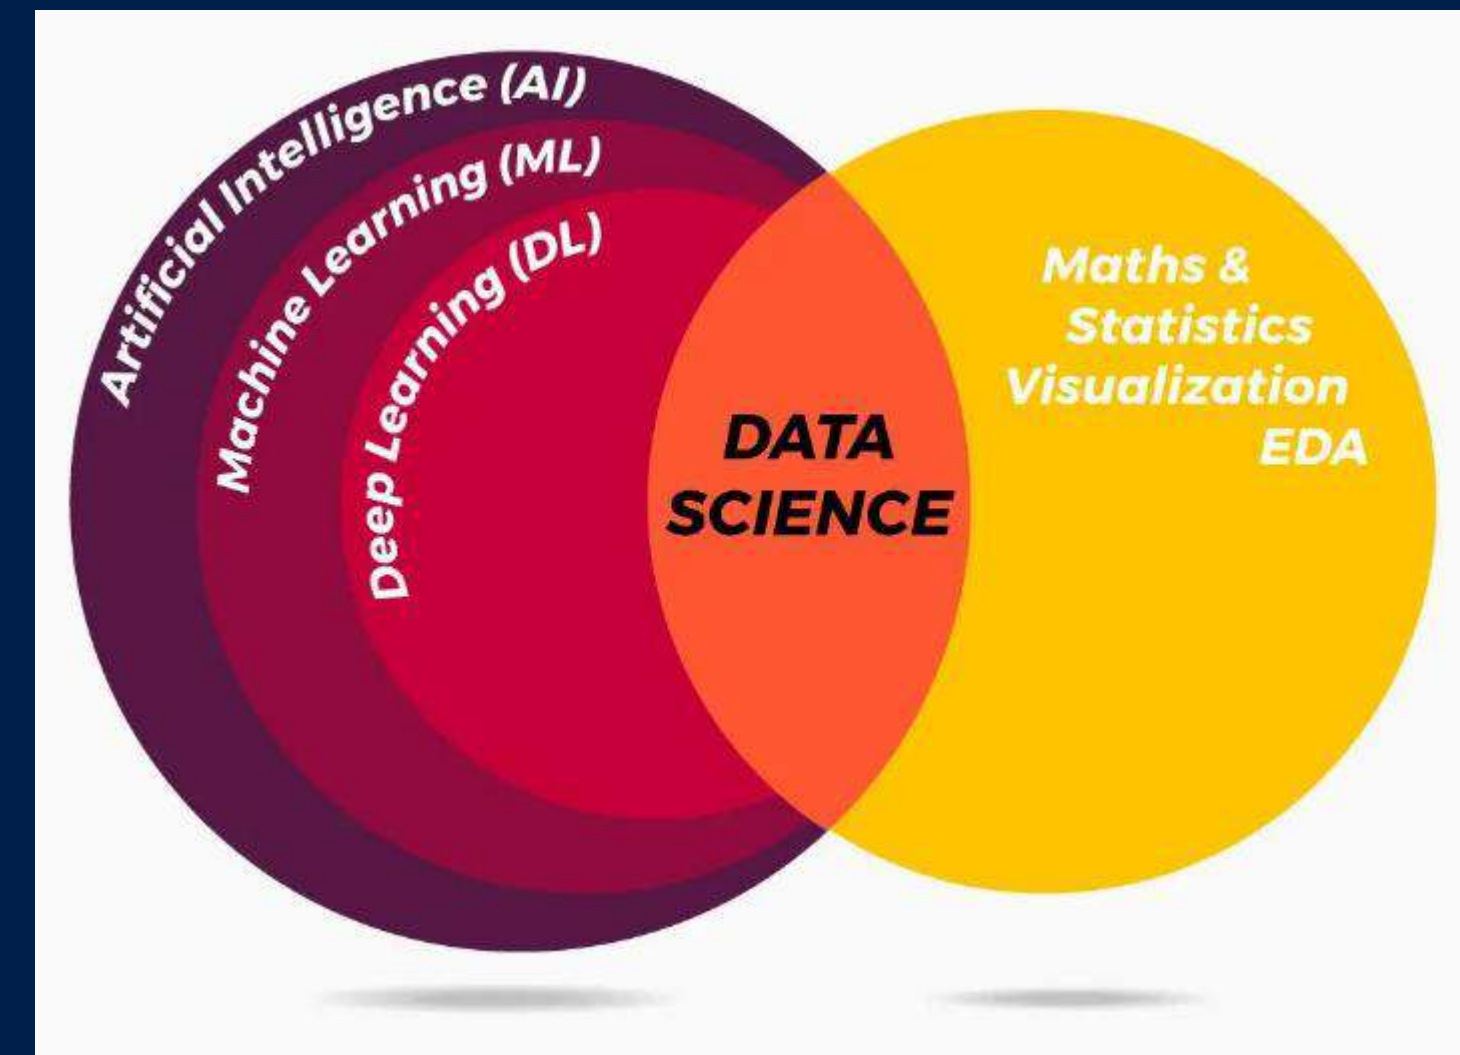 Artificial Intelligence (AI)
Machine Learning (ML)
Deep Learning (DL)
DATA
SCIENCE
Maths &
Statistics
Visualization
EDA